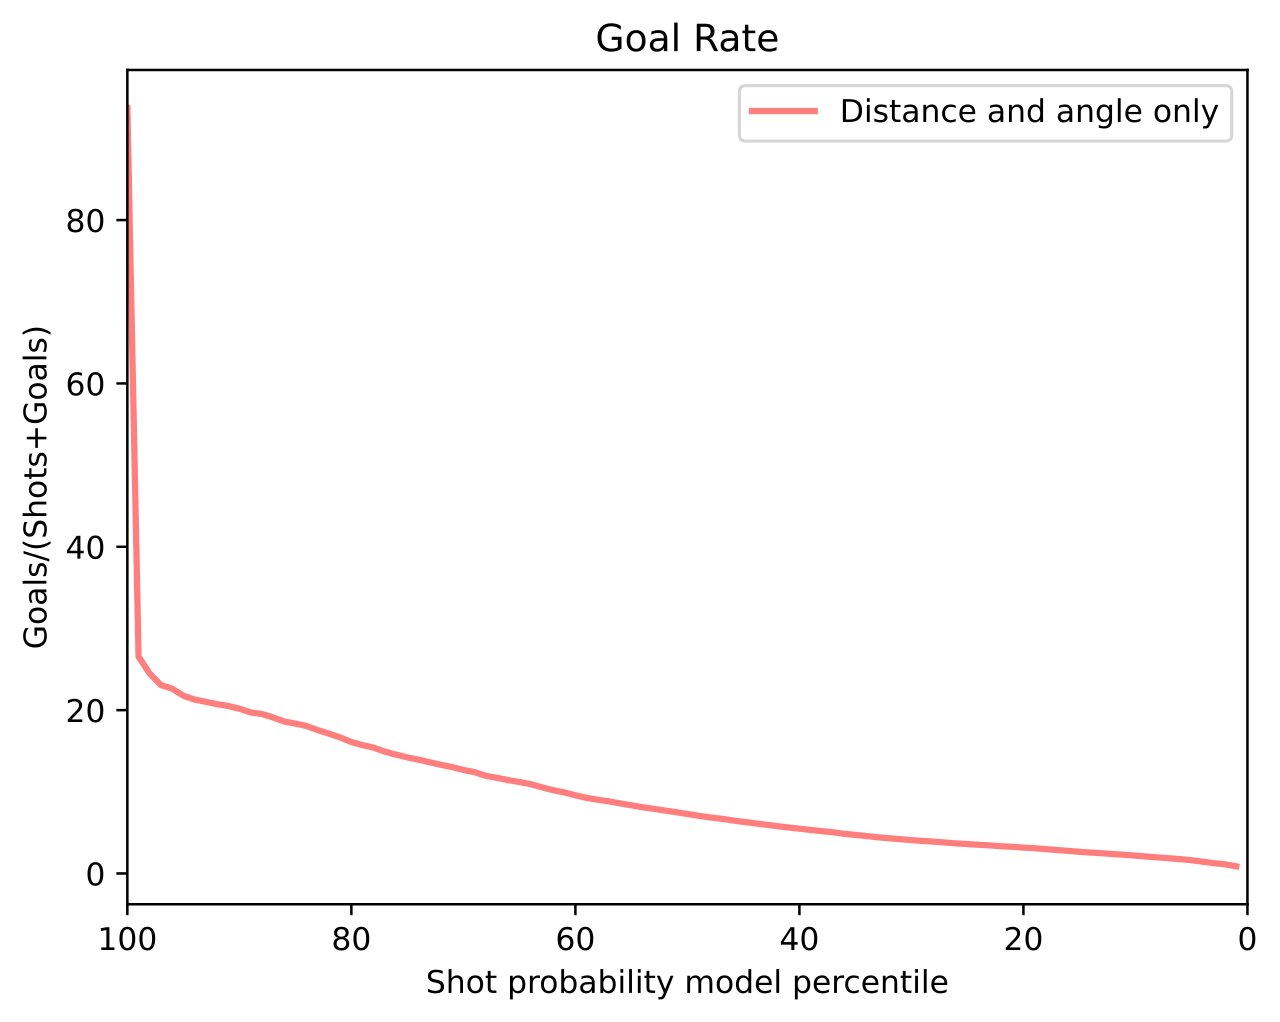 Goal Rate
Distance and angle only
Goals/(Shots+Goals)
80
60
40
20
0
100 80 60 40 20 0
Shot probability model percentile